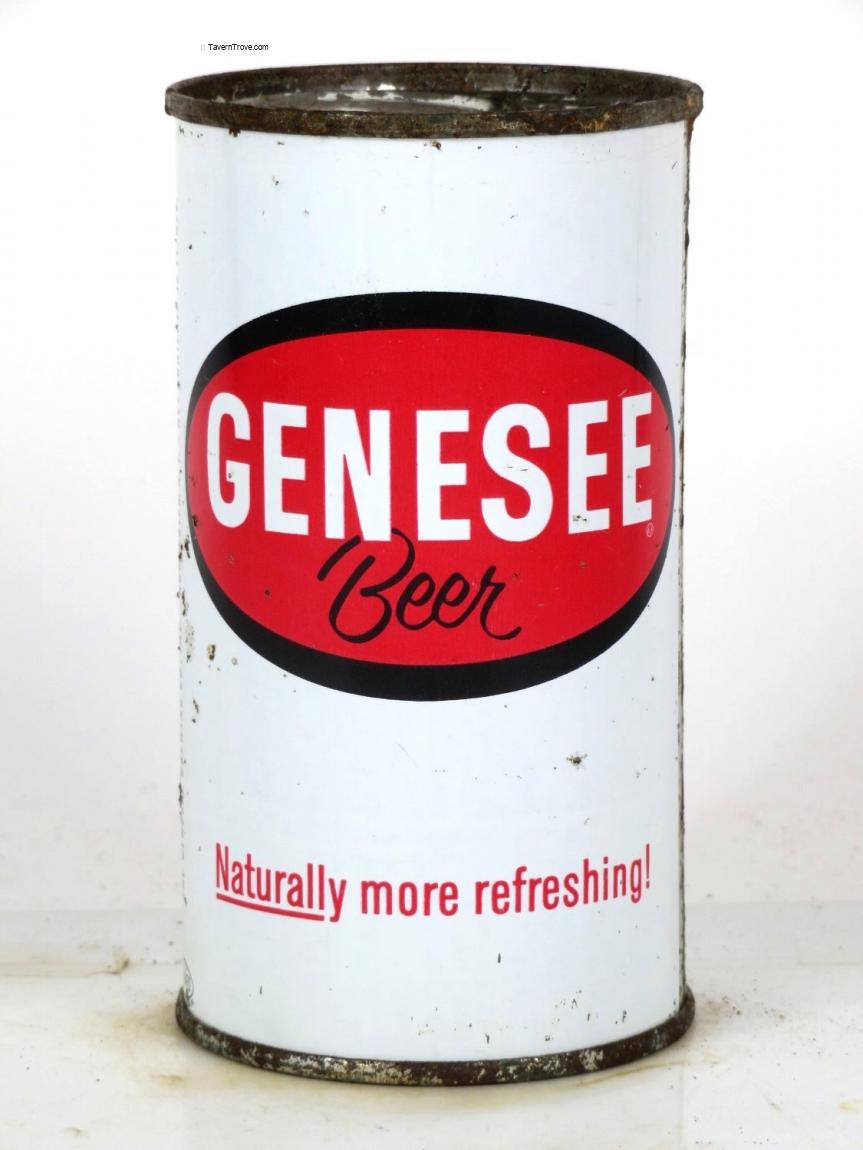 :: TavernTrove.com
GENESEE
Beer
Naturally more refreshing!